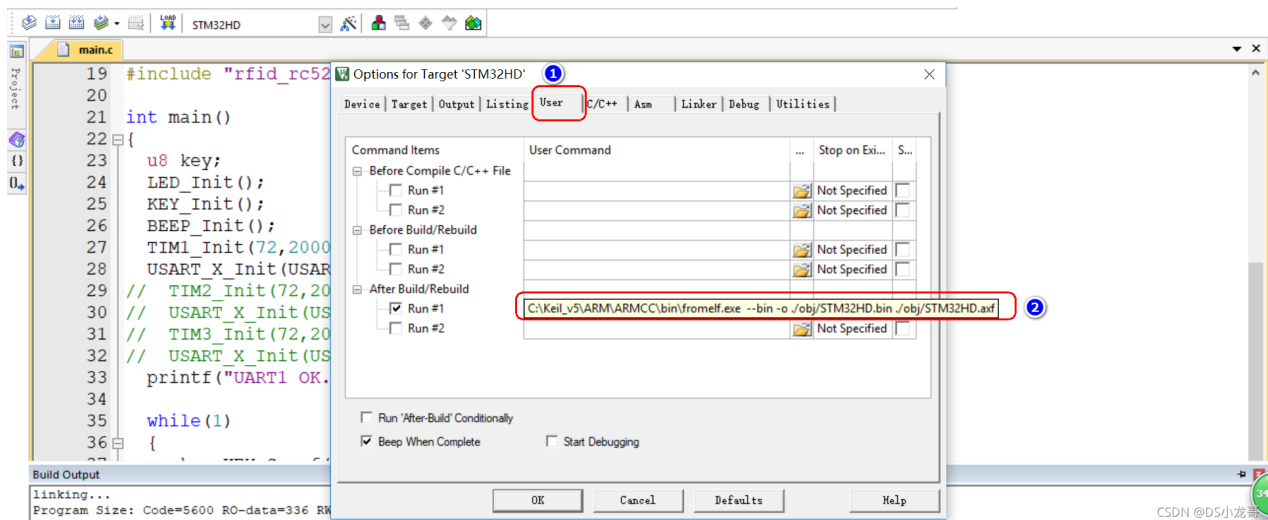 LOAD
STM32HD
main.c
Project
19 #include "rfid_rc52
20
21 int main()
22 {
23 u8 key;
24 LED_Init();
25 KEY_Init();
26 BEEP_Init();
27 TIM1_Init(72,2000
28 USART_X_Init(USAR
29 // TIM2_Init(72,20
30 // USART_X_Init(US
31 // TIM3_Init(72,20
32 // USART_X_Init(US
33 printf("UART1 OK.
34
35 while(1)
36 {
Options for Target 'STM32HD'
1
Device Target Output Listing User C/C++ Asm Linker Debug Utilities
Command Items User Command ... Stop on Exi... S...
Before Compile C/C++ File
Run #1 Not Specified
Run #2 Not Specified
Before Build/Rebuild
Run #1 Not Specified
Run #2 Not Specified
After Build/Rebuild
Run #1 C:\Keil_v5\ARM\ARMCC\bin\fromelf.exe --bin -o ./obj/STM32HD.bin ./obj/STM32HD.axf
2
Run #2 Not Specified
Run 'After-Build' Conditionally
Beep When Complete Start Debugging
OK Cancel Defaults Help
Build Output
linking...
Program Size: Code=5600 RO-data=336 RW
34
CSDN @DS小龙哥